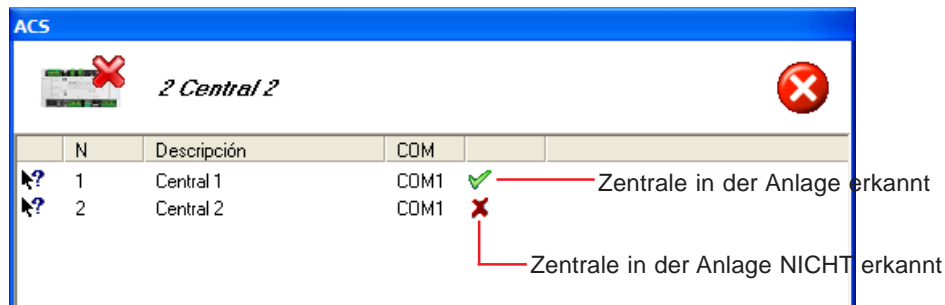 ACS
2 Central 2
N Descripción COM
1 Central 1 COM1 Zentrale in der Anlage erkannt
2 Central 2 COM1
Zentrale in der Anlage NICHT erkannt